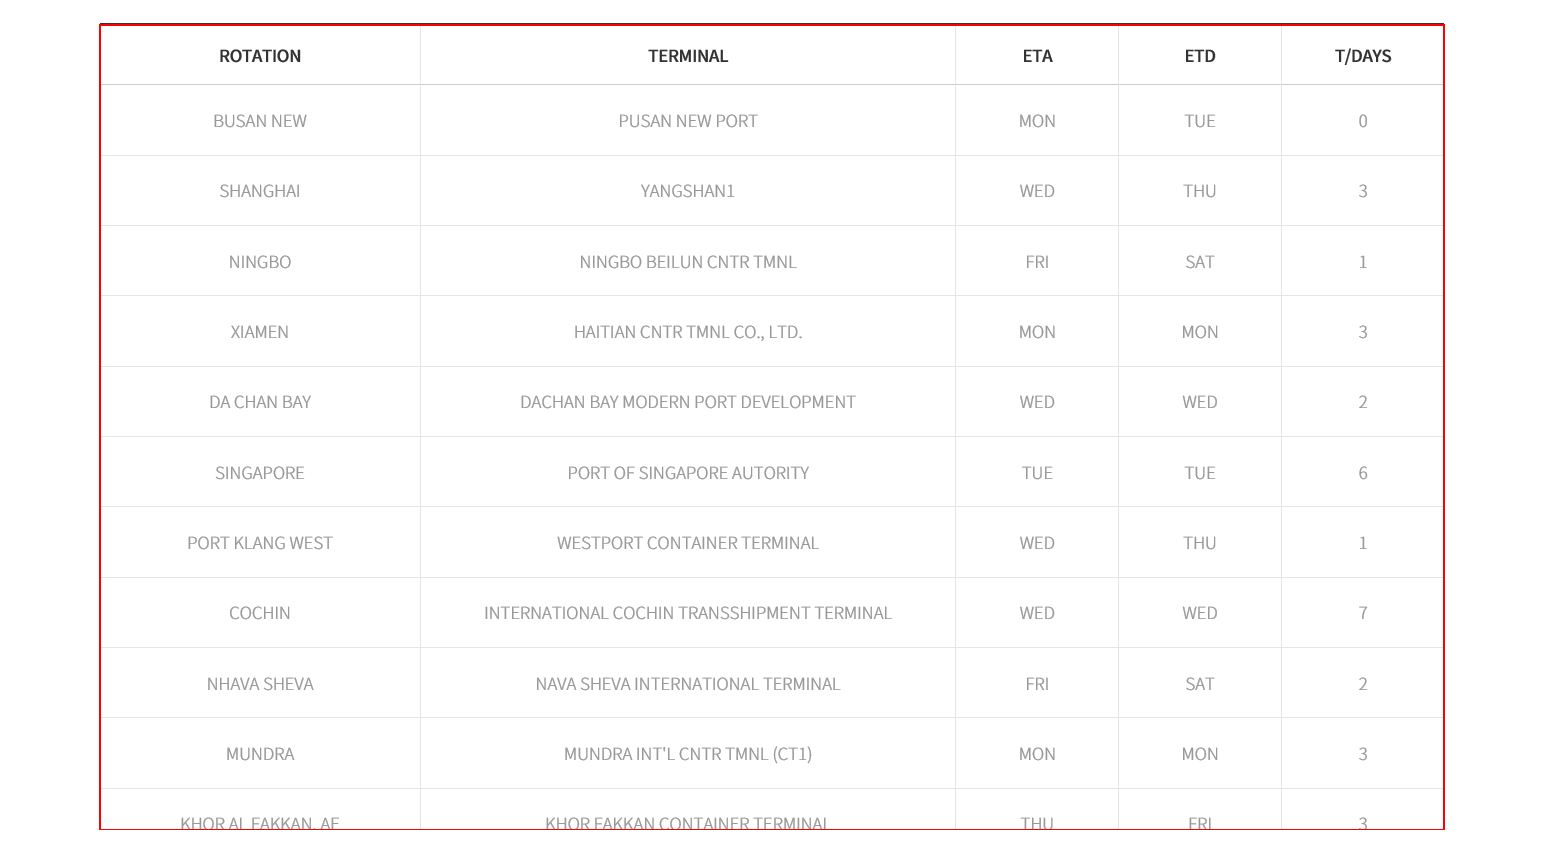 ROTATION TERMINAL ETA ETD T/DAYS
BUSAN NEW PUSAN NEW PORT MON TUE 0
SHANGHAI YANGSHAN1 WED THU 3
NINGBO NINGBO BEILUN CNTR TMNL FRI SAT 1
XIAMEN HAITIAN CNTR TMNL CO., LTD. MON MON 3
DA CHAN BAY DACHAN BAY MODERN PORT DEVELOPMENT WED WED 2
SINGAPORE PORT OF SINGAPORE AUTORITY TUE TUE 6
PORT KLANG WEST WESTPORT CONTAINER TERMINAL WED THU 1
COCHIN INTERNATIONAL COCHIN TRANSSHIPMENT TERMINAL WED WED 7
NHAVA SHEVA NAVA SHEVA INTERNATIONAL TERMINAL FRI SAT 2
MUNDRA MUNDRA INT'L CNTR TMNL (CT1) MON MON 3
KHOR AL FAKKAN, AE KHOR FAKKAN CONTAINER TERMINAL THU FRI 3